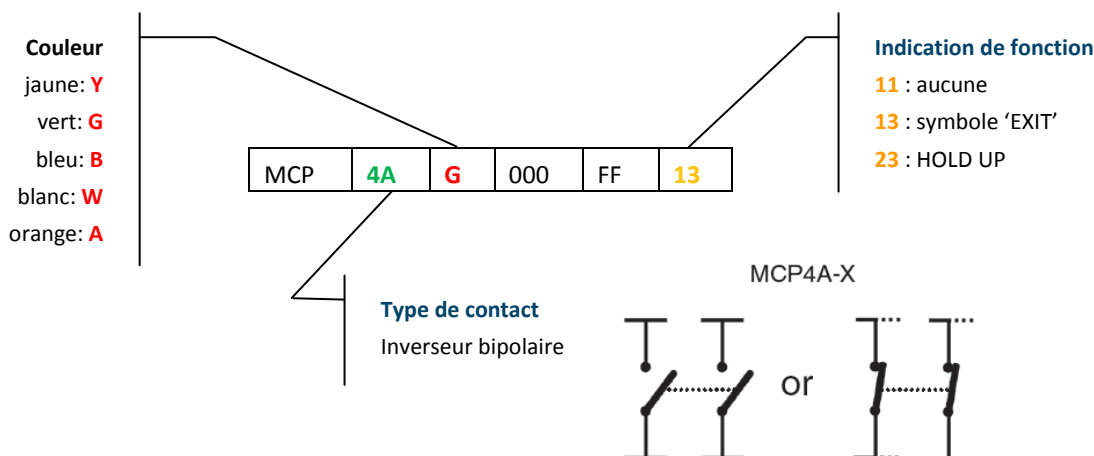 Couleur
jaune: Y
vert: G
bleu: B
blanc: W
orange: A
MCP 4A G 000 FF 13
Indication de fonction
11 : aucune
13 : symbole ‘EXIT’
23 : HOLD UP
Type de contact
Inverseur bipolaire
MCP4A-X
or